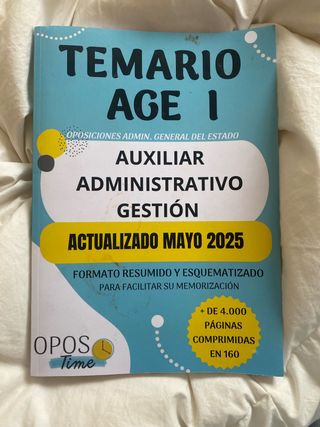 TEMARIO
AGE I
OPOSICIONES ADMIN. GENERAL DEL ESTADO
AUXILIAR
ADMINISTRATIVO
GESTIÓN
ACTUALIZADO MAYO 2025
FORMATO RESUMIDO Y ESQUEMATIZADO
PARA FACILITAR SU MEMORIZACIÓN
+ DE 4.000
PÁGINAS
COMPRIMIDAS
EN 160
OPOS
Time